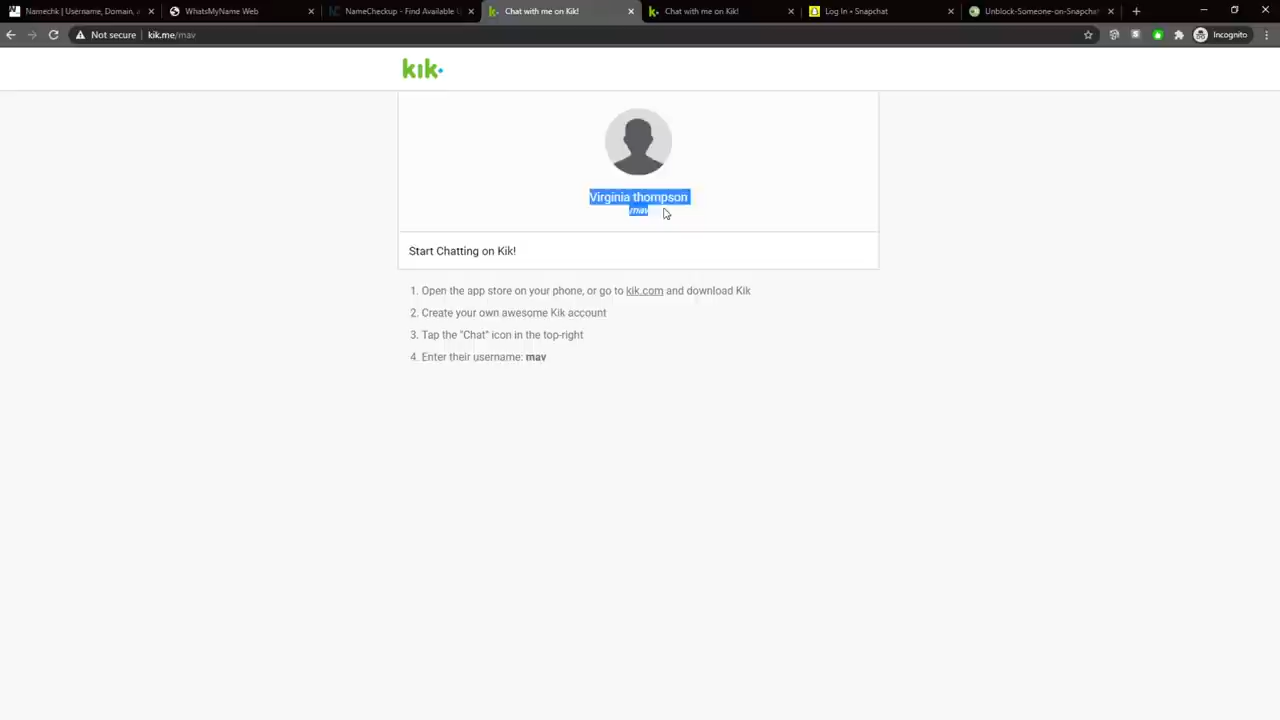 Namechk | Username, Domain, a
WhatsMyName Web
NameCheckup - Find Available U
Chat with me on Kik!
Chat with me on Kik!
Log In • Snapchat
Unblock-Someone-on-Snapcha
Not secure
kik.me/mav
Incognito
kik.
Virginia thompson
mav
Start Chatting on Kik!
1. Open the app store on your phone, or go to kik.com and download Kik
2. Create your own awesome Kik account
3. Tap the "Chat" icon in the top-right
4. Enter their username: mav